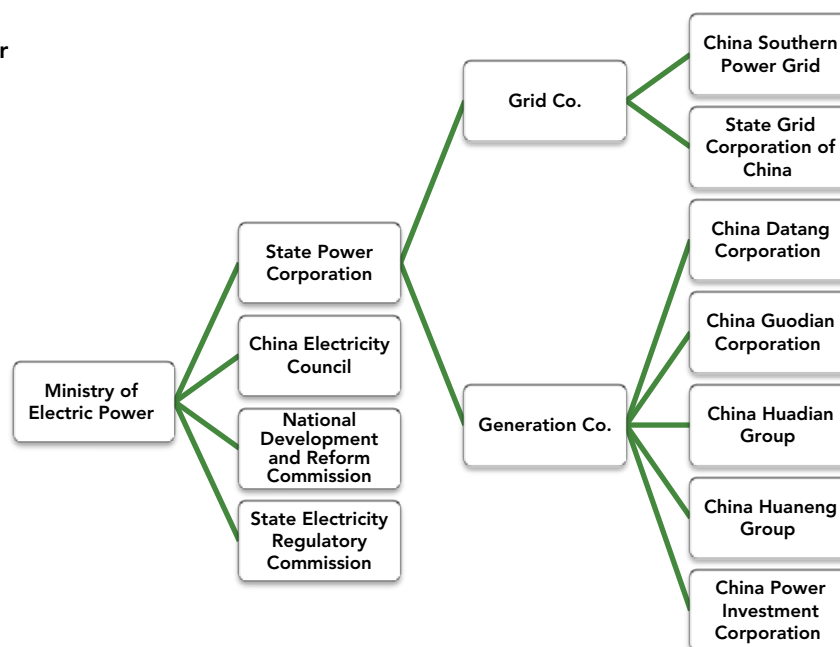 r
China Southern
Power Grid
Grid Co.
State Grid
Corporation of
China
China Datang
Corporation
State Power
Corporation
China Guodian
Corporation
China Electricity
Council
Ministry of
Electric Power
National
Development
and Reform
Commission
Generation Co.
China Huadian
Group
State Electricity
Regulatory
Commission
China Huaneng
Group
China Power
Investment
Corporation